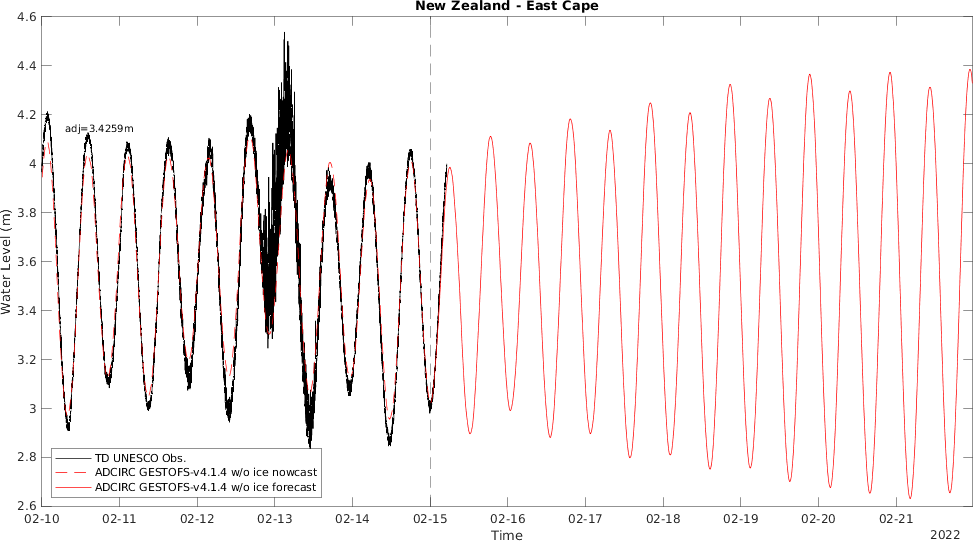 New Zealand - East Cape
4.6
4.4
4.2
4
3.8
3.6
3.4
3.2
3
2.8
2.6
Water Level (m)
adj=3.4259m
TD UNESCO Obs.
ADCIRC GESTOFS-v4.1.4 w/o ice nowcast
ADCIRC GESTOFS-v4.1.4 w/o ice forecast
02-10 02-11 02-12 02-13 02-14 02-15 02-16 02-17 02-18 02-19 02-20 02-21
Time
2022